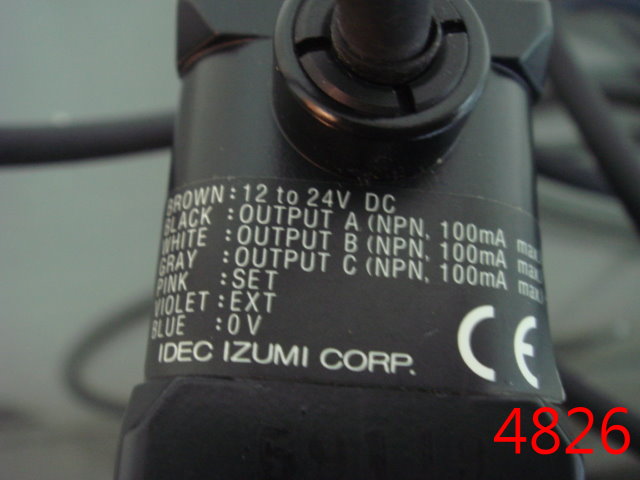 BROWN : 12 to 24V DC
BLACK : OUTPUT A (NPN, 100mA max.
WHITE : OUTPUT B (NPN, 100mA max.
GRAY : OUTPUT C (NPN, 100mA max.
PINK : SET
VIOLET : EXT
BLUE : 0V
IDEC IZUMI CORP.
CE
4826